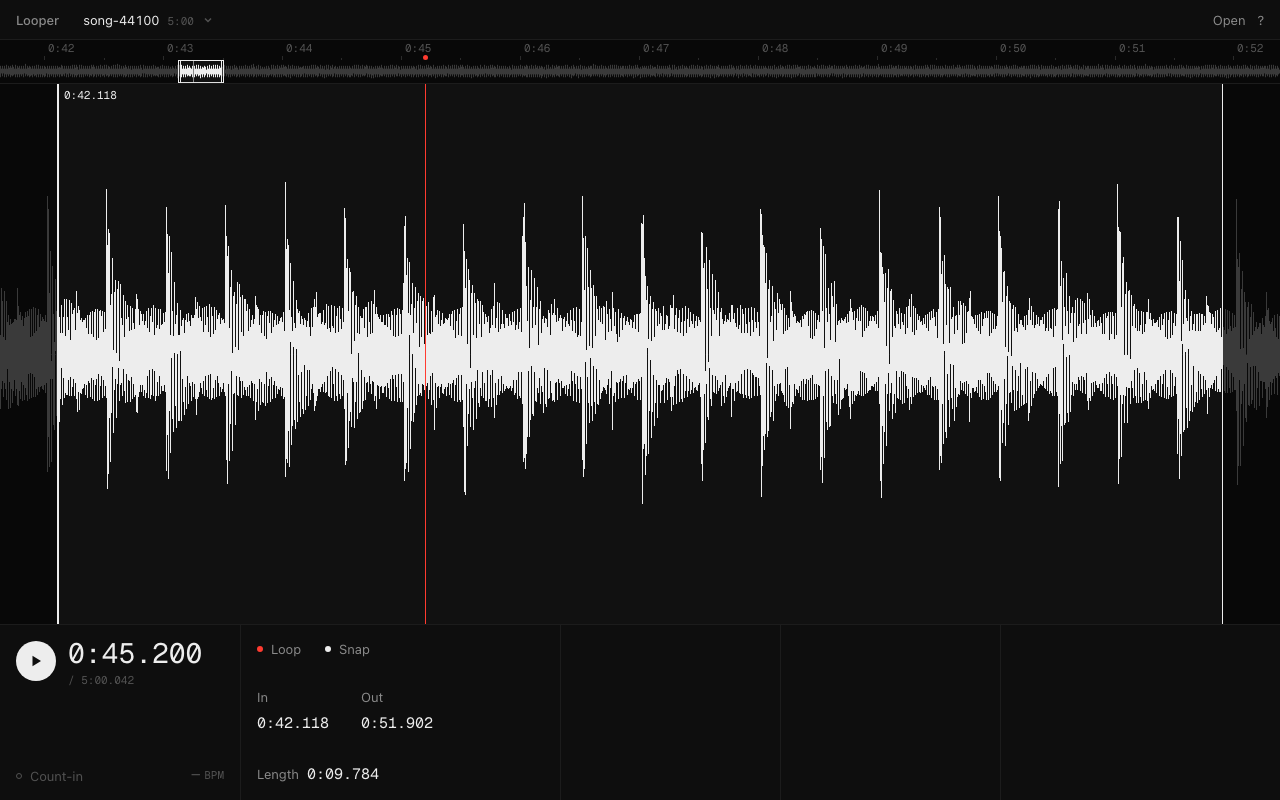 Looper song-44100 5:00 Open ?
0:42 0:43 0:44 0:45 0:46 0:47 0:48 0:49 0:50 0:51 0:52
0:42.118
0:45.200
/ 5:00.042
Count-in — BPM
Loop Snap
In Out
0:42.118 0:51.902
Length 0:09.784